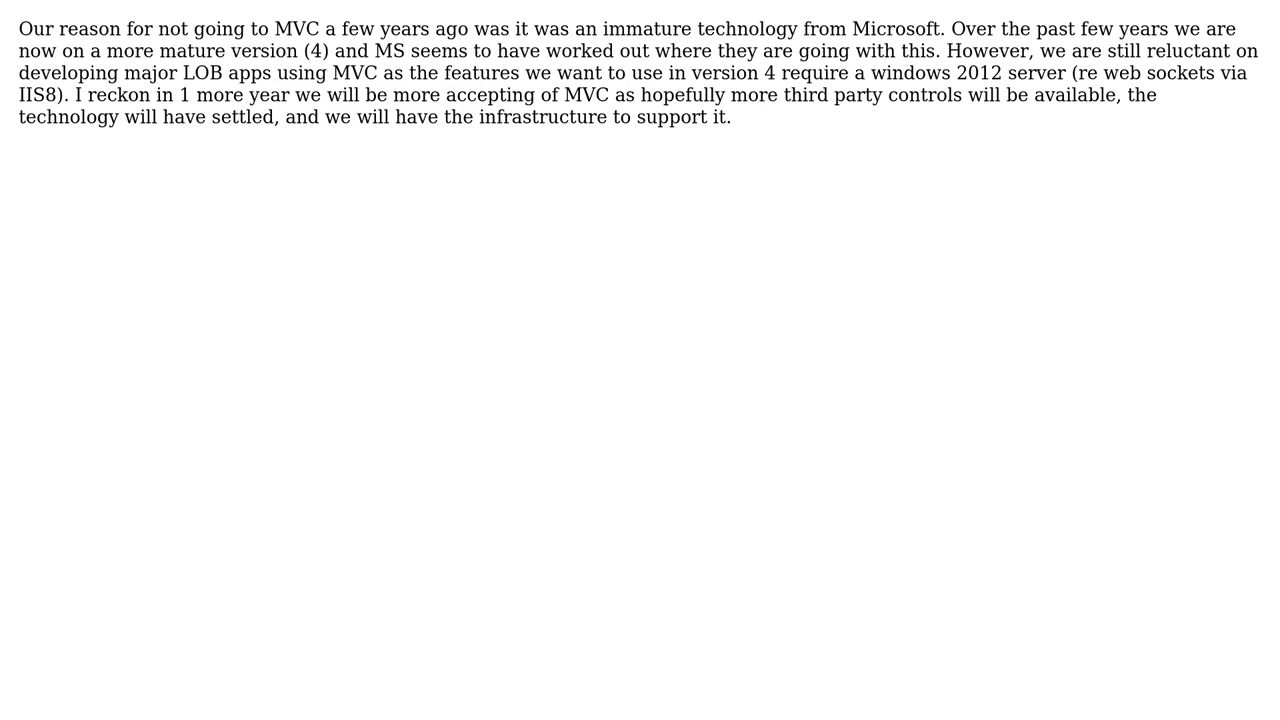 Our reason for not going to MVC a few years ago was it was an immature technology from Microsoft. Over the past few years we are
now on a more mature version (4) and MS seems to have worked out where they are going with this. However, we are still reluctant on
developing major LOB apps using MVC as the features we want to use in version 4 require a windows 2012 server (re web sockets via
IIS8). I reckon in 1 more year we will be more accepting of MVC as hopefully more third party controls will be available, the
technology will have settled, and we will have the infrastructure to support it.